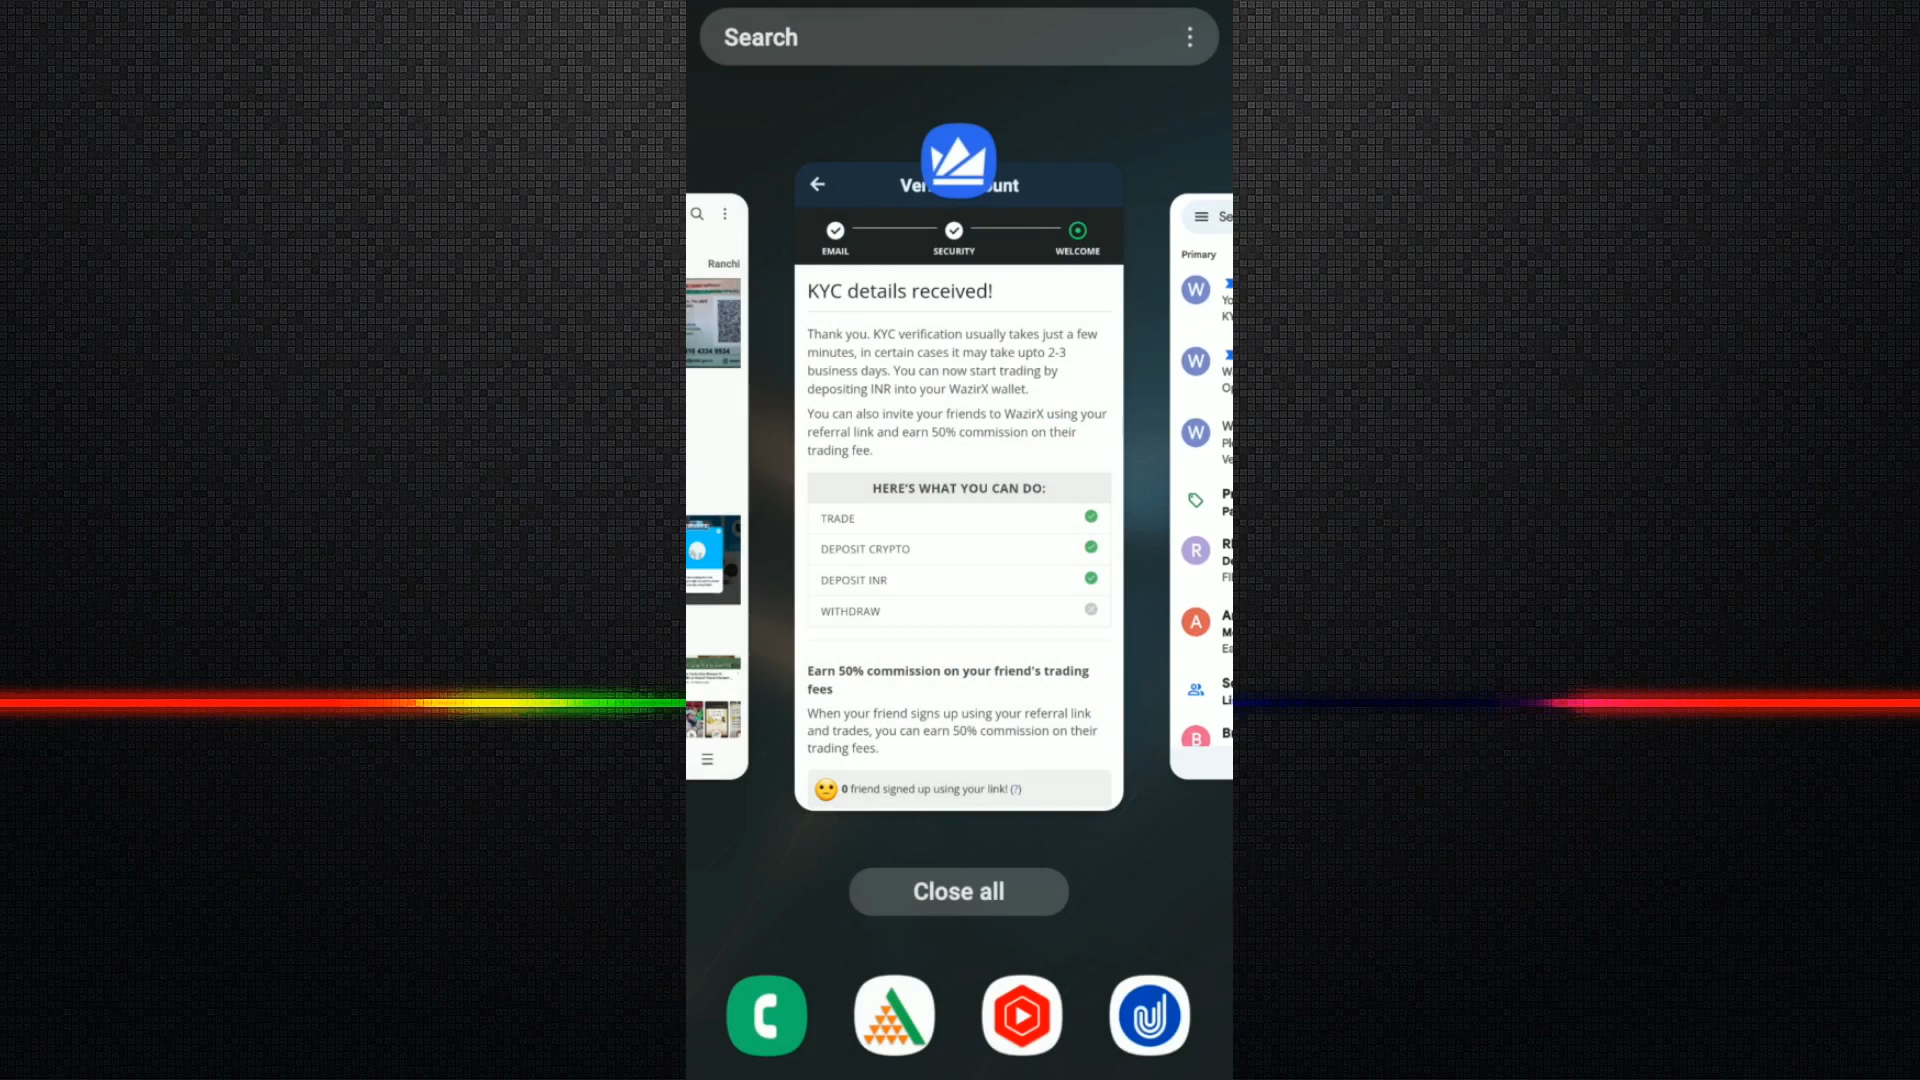 Search
Ranchi
EMAIL
SECURITY
WELCOME
KYC details received!
Thank you. KYC verification usually takes just a few
minutes, in certain cases it may take upto 2-3
business days. You can now start trading by
depositing INR into your WazirX wallet.
You can also invite your friends to WazirX using your
referral link and earn 50% commission on their
trading fee.
HERE'S WHAT YOU CAN DO:
TRADE
DEPOSIT CRYPTO
DEPOSIT INR
WITHDRAW
Earn 50% commission on your friend's trading
fees
When your friend signs up using your referral link
and trades, you can earn 50% commission on their
trading fees.
0 friend signed up using your link! (?)
Primary
W
W
W
R
A
B
Close all